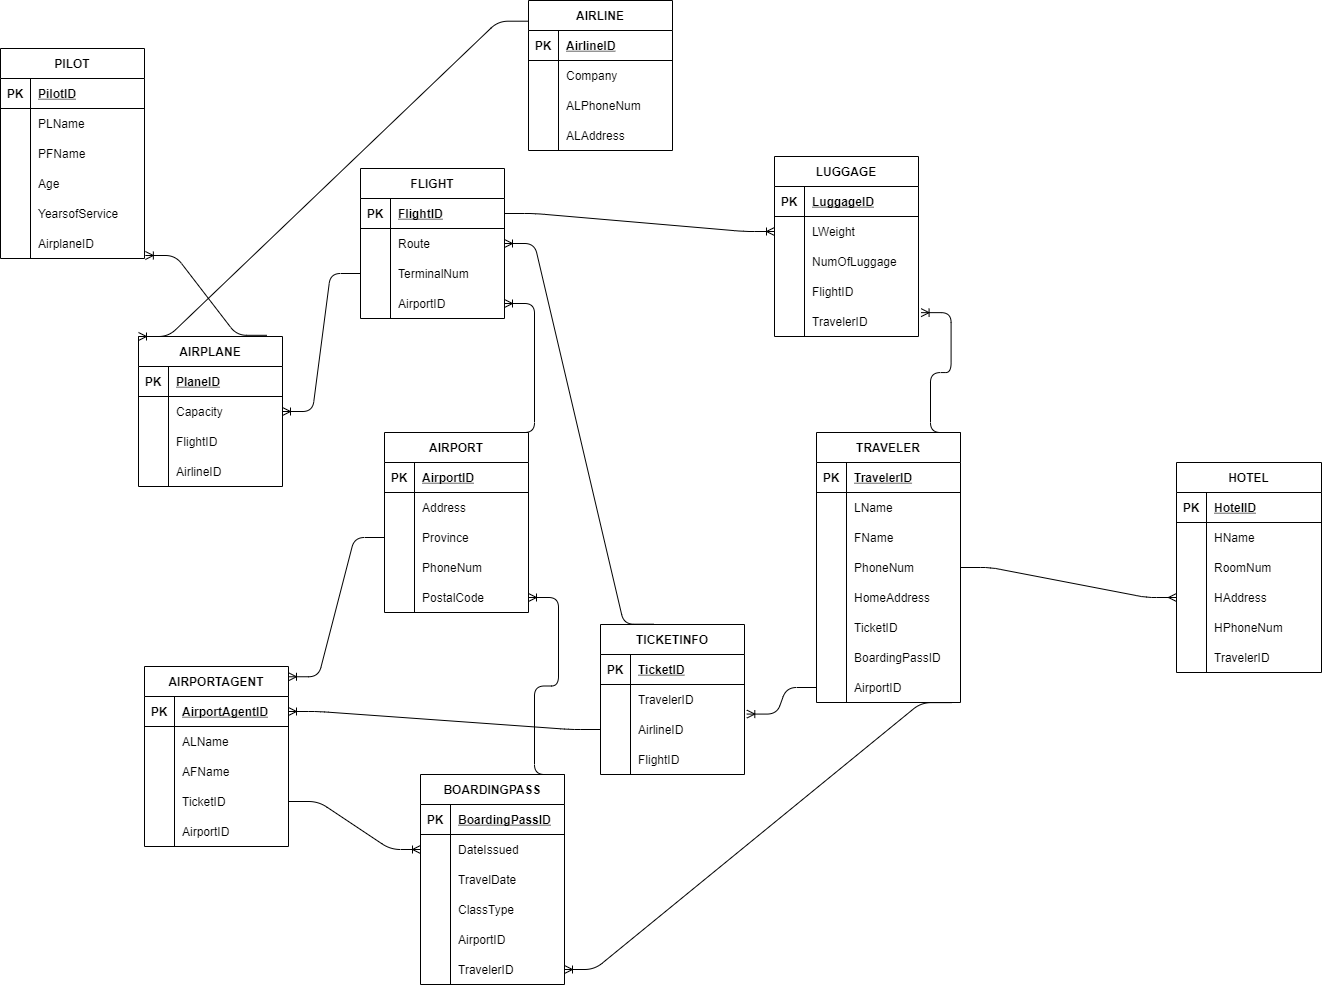 AIRLINE
PK AirlineID
Company
ALPhoneNum
ALAddress
PILOT
PK PilotID
PLName
PFName
Age
YearsofService
AirplaneID
FLIGHT
PK FlightID
Route
TerminalNum
AirportID
LUGGAGE
PK LuggageID
LWeight
NumOfLuggage
FlightID
TravelerID
AIRPLANE
PK PlaneID
Capacity
FlightID
AirlineID
AIRPORT
PK AirportID
Address
Province
PhoneNum
PostalCode
TRAVELER
PK TravelerID
LName
FName
PhoneNum
HomeAddress
TicketID
BoardingPassID
AirportID
HOTEL
PK HotelID
HName
RoomNum
HAddress
HPhoneNum
TravelerID
TICKETINFO
PK TicketID
TravelerID
AirlineID
FlightID
AIRPORTAGENT
PK AirportAgentID
ALName
AFName
TicketID
AirportID
BOARDINGPASS
PK BoardingPassID
DateIssued
TravelDate
ClassType
AirportID
TravelerID